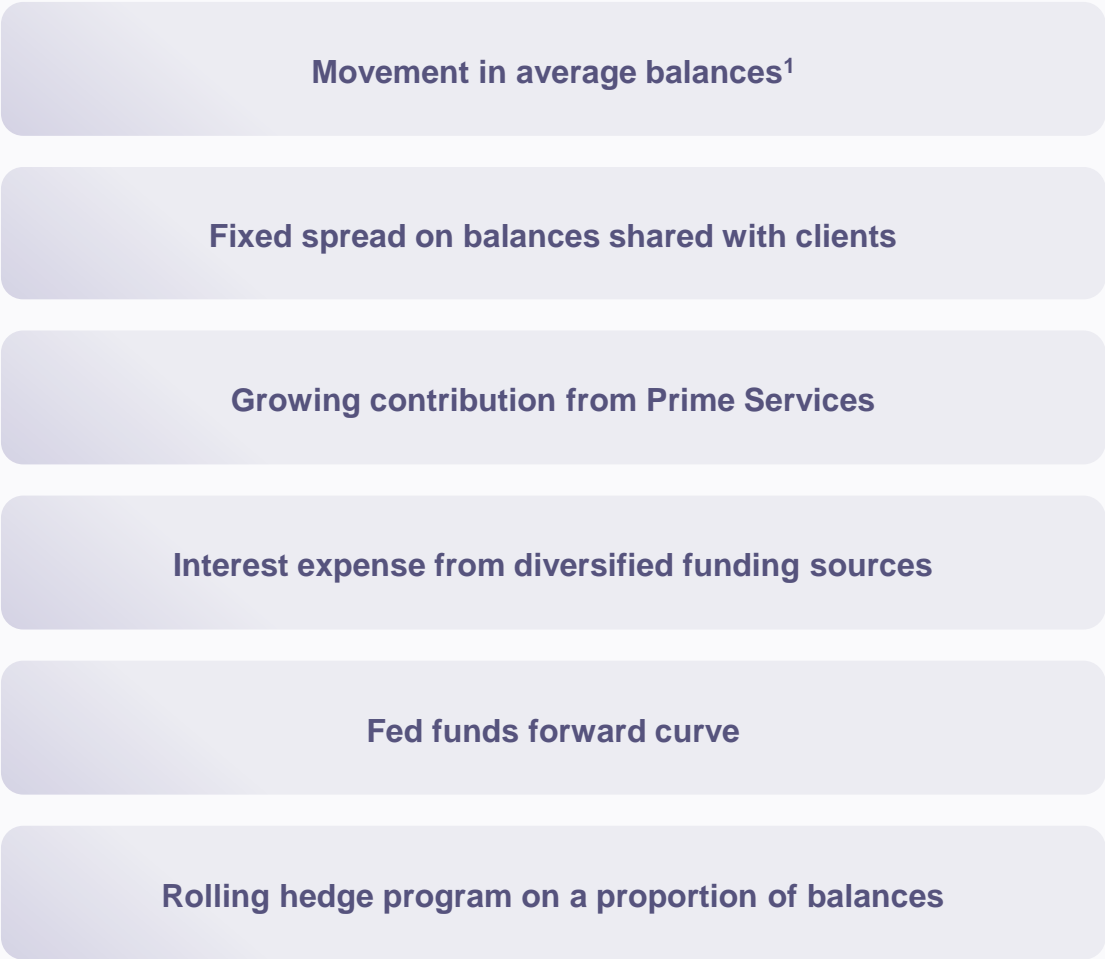 Movement in average balances¹
Fixed spread on balances shared with clients
Growing contribution from Prime Services
Interest expense from diversified funding sources
Fed funds forward curve
Rolling hedge program on a proportion of balances